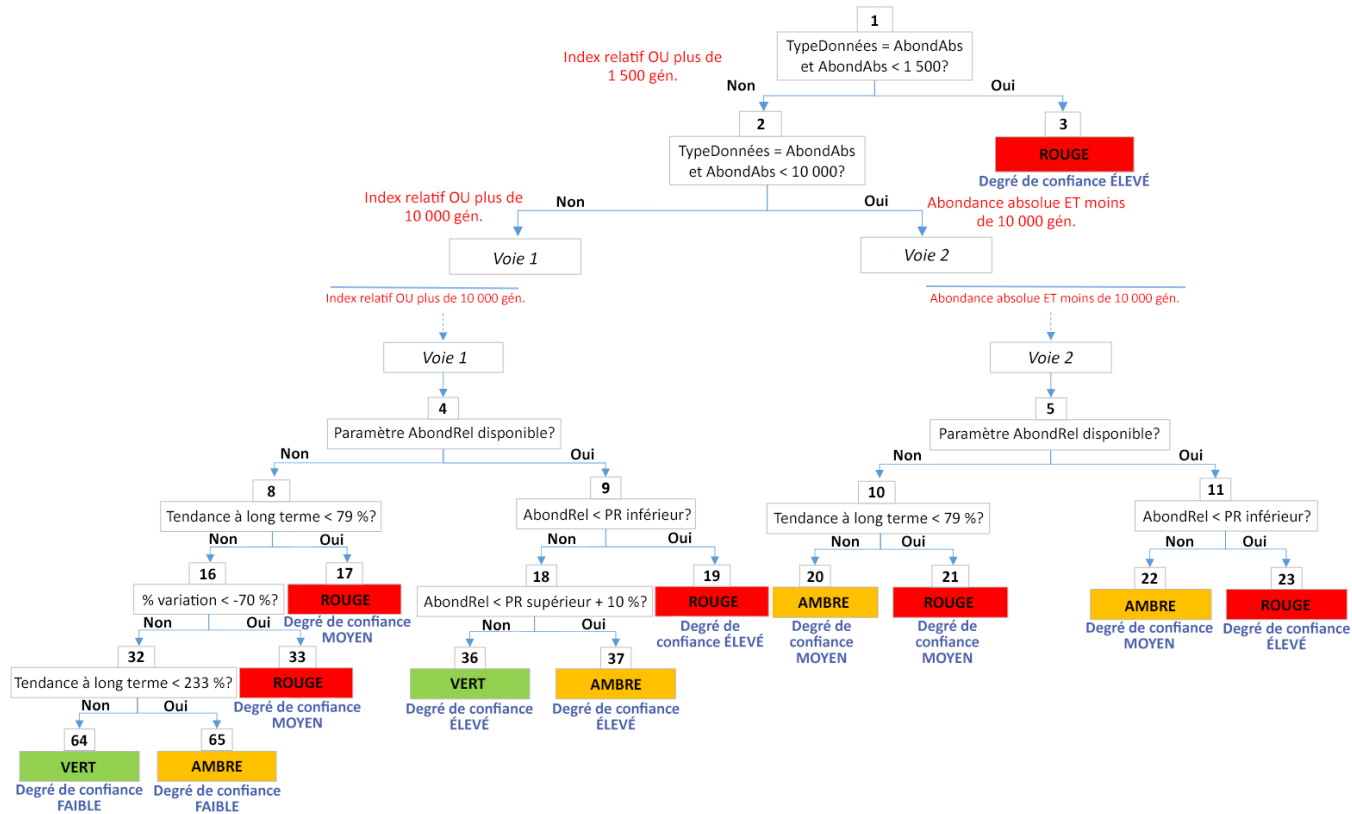 1
TypeDonnées = AbondAbs
et AbondAbs < 1 500?
Index relatif OU plus de
1 500 gén.
Non
Oui
2
TypeDonnées = AbondAbs
et AbondAbs < 10 000?
3
ROUGE
Degré de confiance ÉLEVÉ
Index relatif OU plus de
10 000 gén.
Non
Oui
Abondance absolue ET moins
de 10 000 gén.
Voie 1
Voie 2
Index relatif OU plus de 10 000 gén.
Abondance absolue ET moins de 10 000 gén.
Voie 1
Voie 2
4
Paramètre AbondRel disponible?
5
Paramètre AbondRel disponible?
Non
Oui
Non
Oui
8
Tendance à long terme < 79 %?
9
AbondRel < PR inférieur?
10
Tendance à long terme < 79 %?
11
AbondRel < PR inférieur?
Non
Oui
Non
Oui
Non
Oui
Non
Oui
16
% variation < -70 %?
17
ROUGE
Degré de confiance
MOYEN
18
AbondRel < PR supérieur + 10 %?
19
ROUGE
Degré de
confiance ÉLEVÉ
20
AMBRE
Degré de
confiance
MOYEN
21
ROUGE
Degré de
confiance
MOYEN
22
AMBRE
Degré de confiance
MOYEN
23
ROUGE
Degré de confiance
ÉLEVÉ
Non
Oui
Non
Oui
32
Tendance à long terme < 233 %?
33
ROUGE
Degré de confiance
MOYEN
36
VERT
Degré de confiance
ÉLEVÉ
37
AMBRE
Degré de confiance
ÉLEVÉ
Non
Oui
64
VERT
Degré de confiance
FAIBLE
65
AMBRE
Degré de confiance
FAIBLE